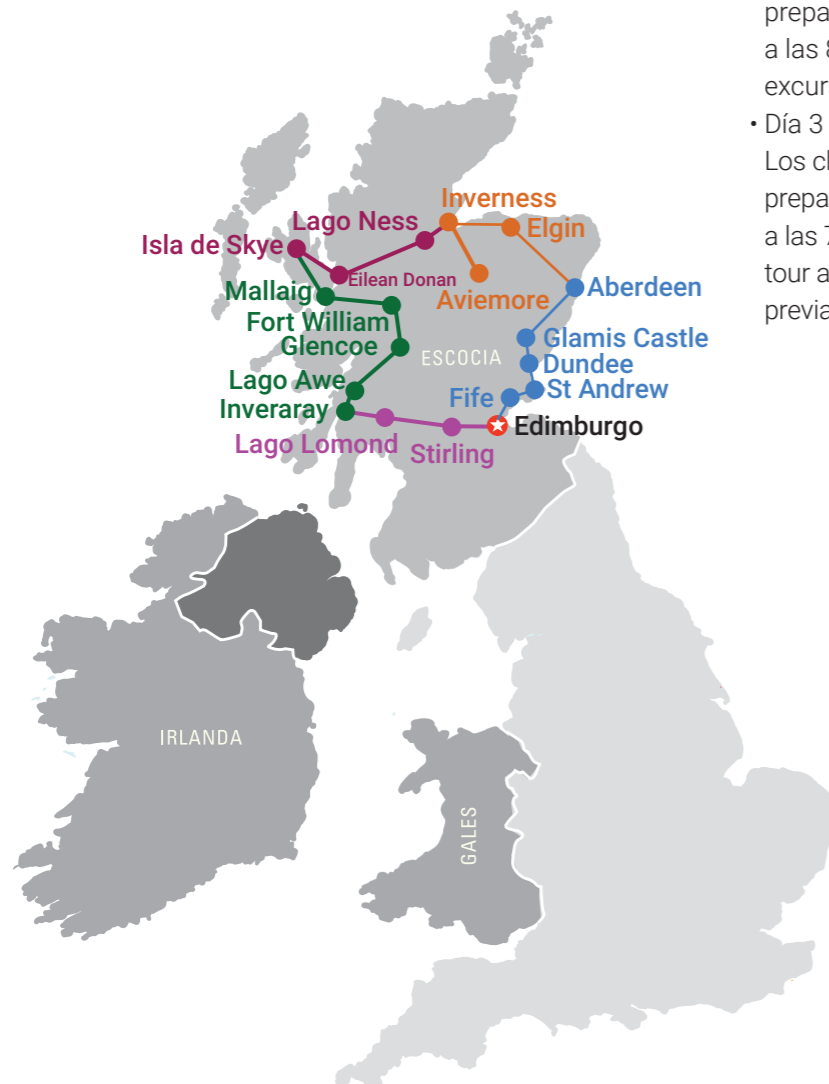 prepa
a las 8
excur
• Día 3
Los cl
prepa
a las 7
tour a
previa
Inverness
Lago Ness
Elgin
Isla de Skye
Eilean Donan
Mallaig
Aviemore
Aberdeen
Fort William
Glamis Castle
Glencoe
ESCOCIA
Dundee
Lago Awe
St Andrew
Fife
Inveraray
Edimburgo
Lago Lomond
Stirling
IRLANDA
GALES